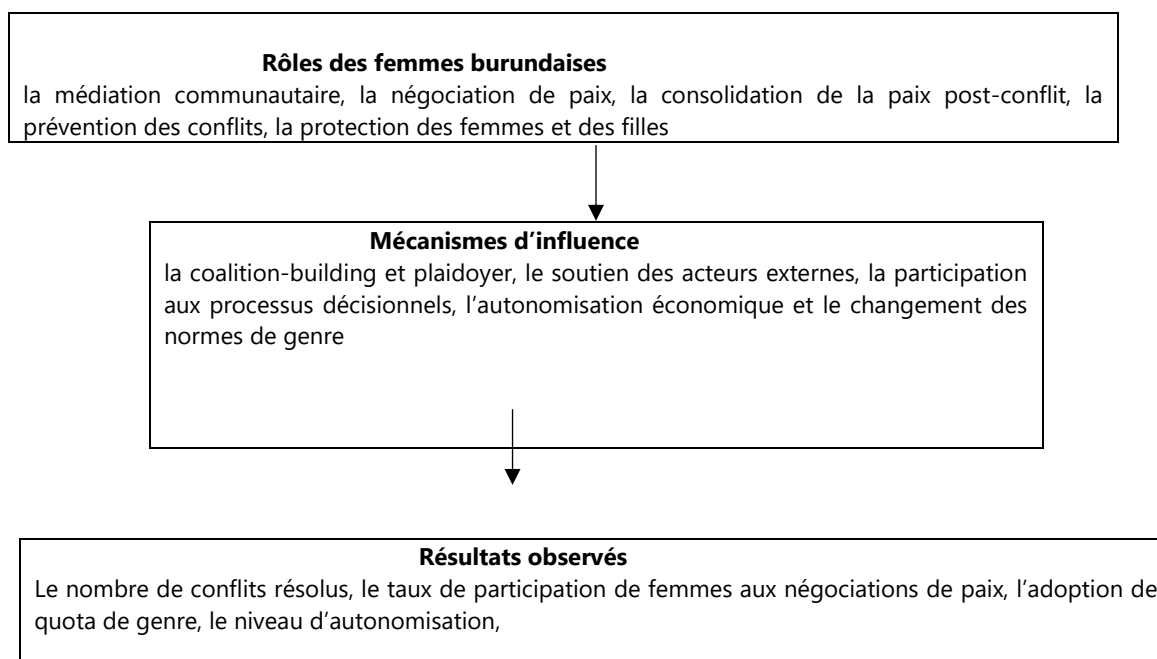 Rôles des femmes burundaises
la médiation communautaire, la négociation de paix, la consolidation de la paix post-conflit, la
prévention des conflits, la protection des femmes et des filles
Mécanismes d’influence
la coalition-building et plaidoyer, le soutien des acteurs externes, la participation
aux processus décisionnels, l’autonomisation économique et le changement des
normes de genre
Résultats observés
Le nombre de conflits résolus, le taux de participation de femmes aux négociations de paix, l’adoption de
quota de genre, le niveau d’autonomisation,